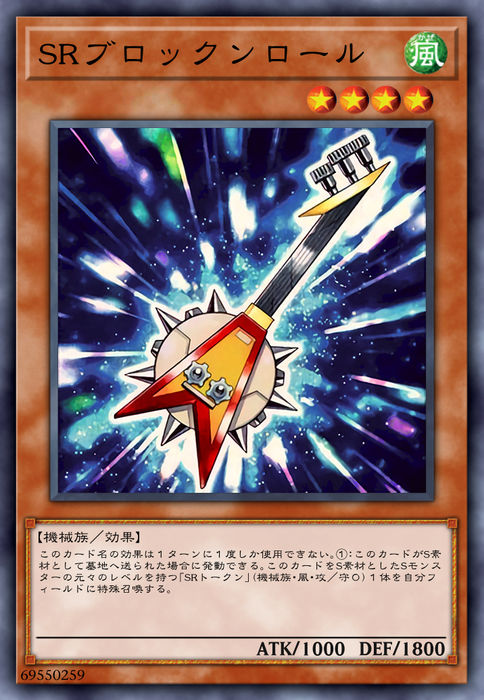 SRブロックンロール
かぜ
風
【機械族／効果】
このカード名の効果は1ターンに1度しか使用できない。①：このカードがS素
材として墓地へ送られた場合に発動できる。このカードをS素材としたSモンス
ターの元々のレベルを持つ「SRトークン」(機械族・風・攻／守０)１体を自分フ
ィールドに特殊召喚する。
ATK/1000 DEF/1800
69550259